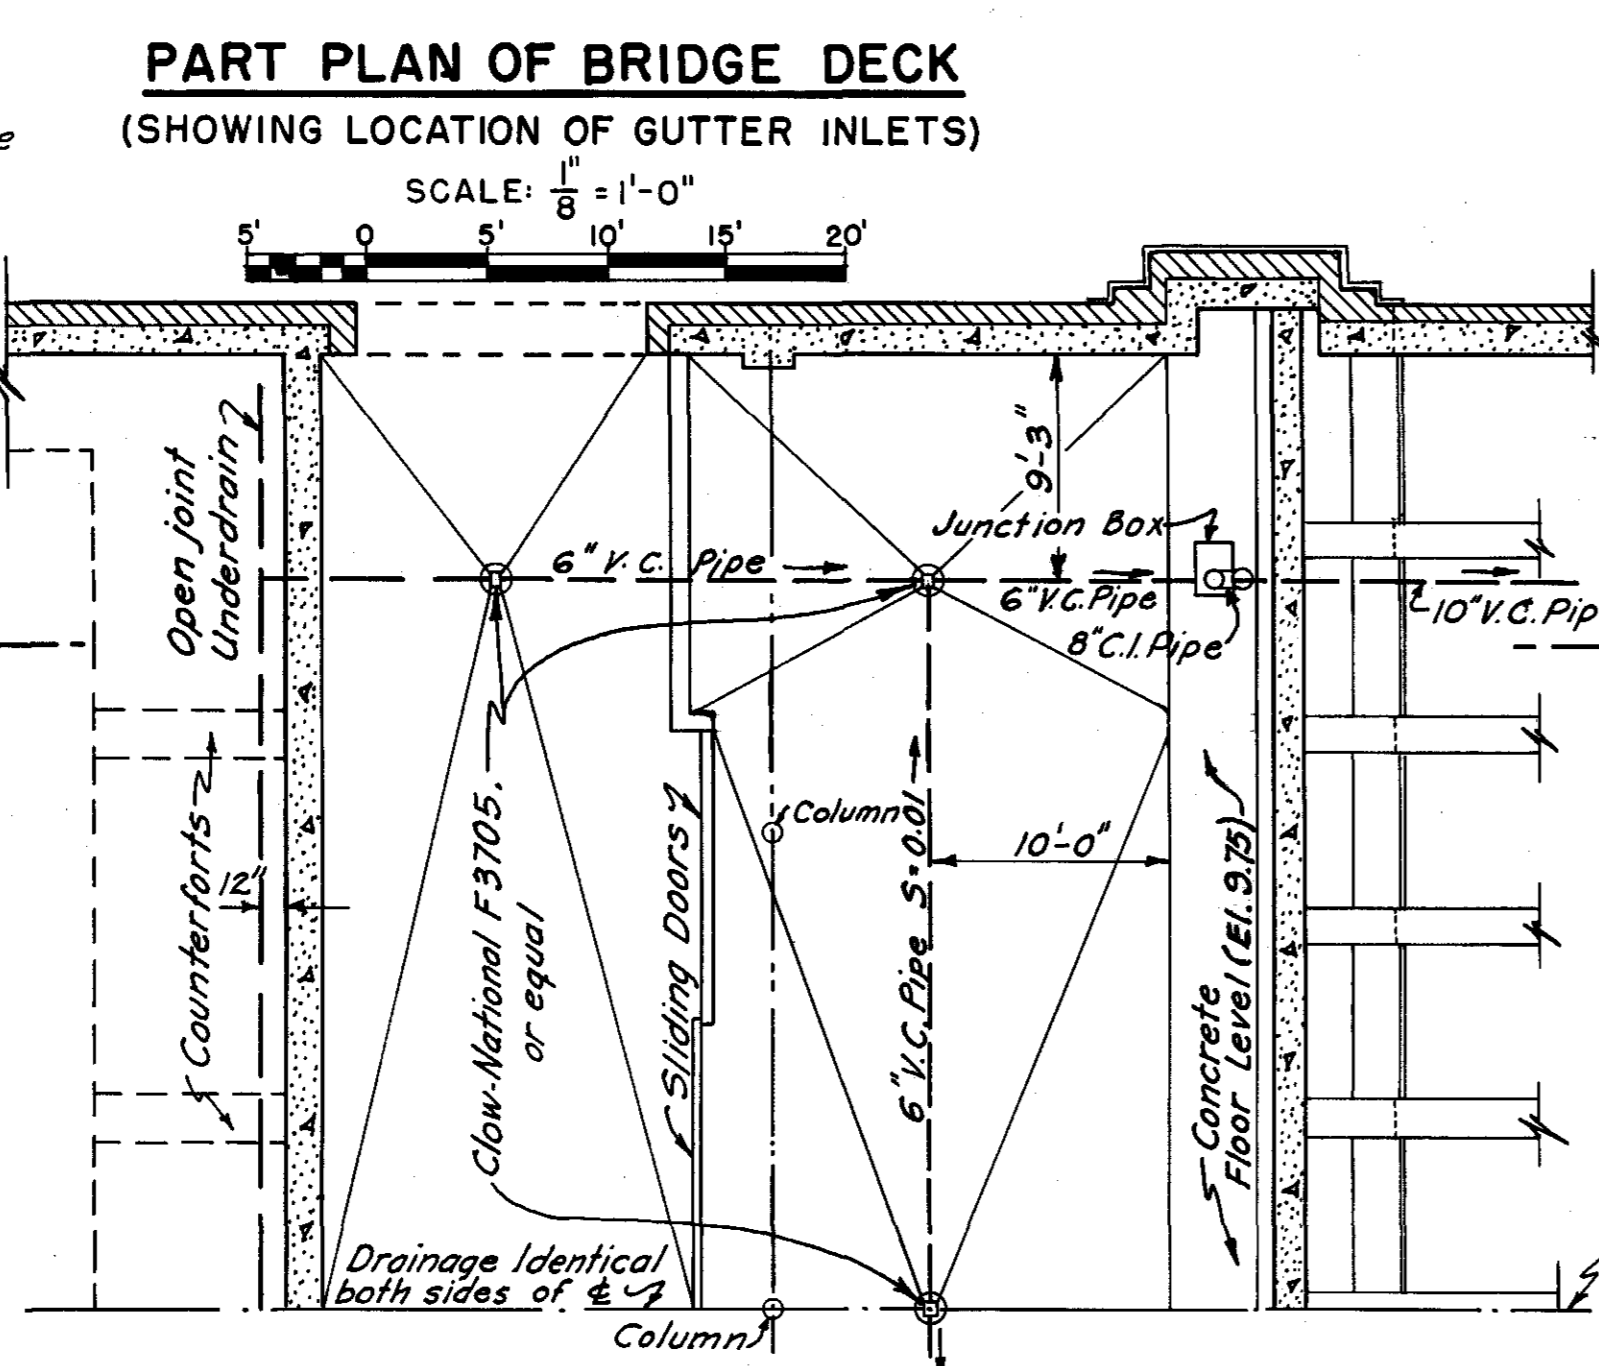 PART PLAN OF BRIDGE DECK
(SHOWING LOCATION OF GUTTER INLETS)
SCALE: 1"/8 = 1'-0"
5' 0 5' 10' 15' 20'
e
Open joint
Underdrain
9'-3"
Junction Box
6" V.C. Pipe
6" V.C. Pipe
8" C.I. Pipe
10" V.C. Pip
Counterforts
12"
Clow-National F3705.
or equal
Sliding Doors
Column
6" V.C. Pipe S=0.01
10'-0"
Concrete
Floor Level (El. 9.75)
Drainage Identical
both sides of ℄
Column